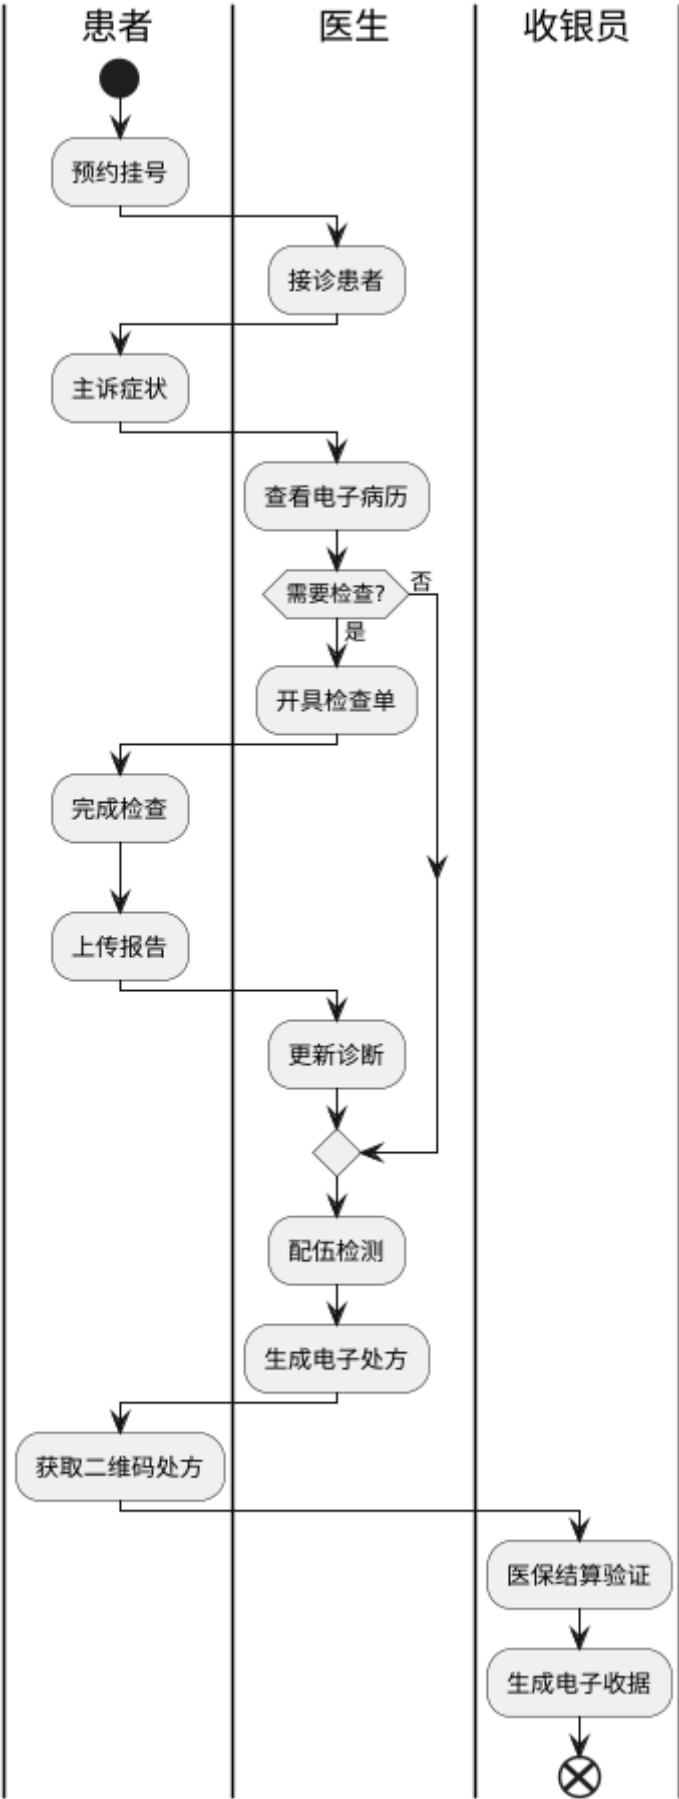 患者
医生
收银员
预约挂号
接诊患者
主诉症状
查看电子病历
需要检查?
否
是
开具检查单
完成检查
上传报告
更新诊断
配伍检测
生成电子处方
获取二维码处方
医保结算验证
生成电子收据